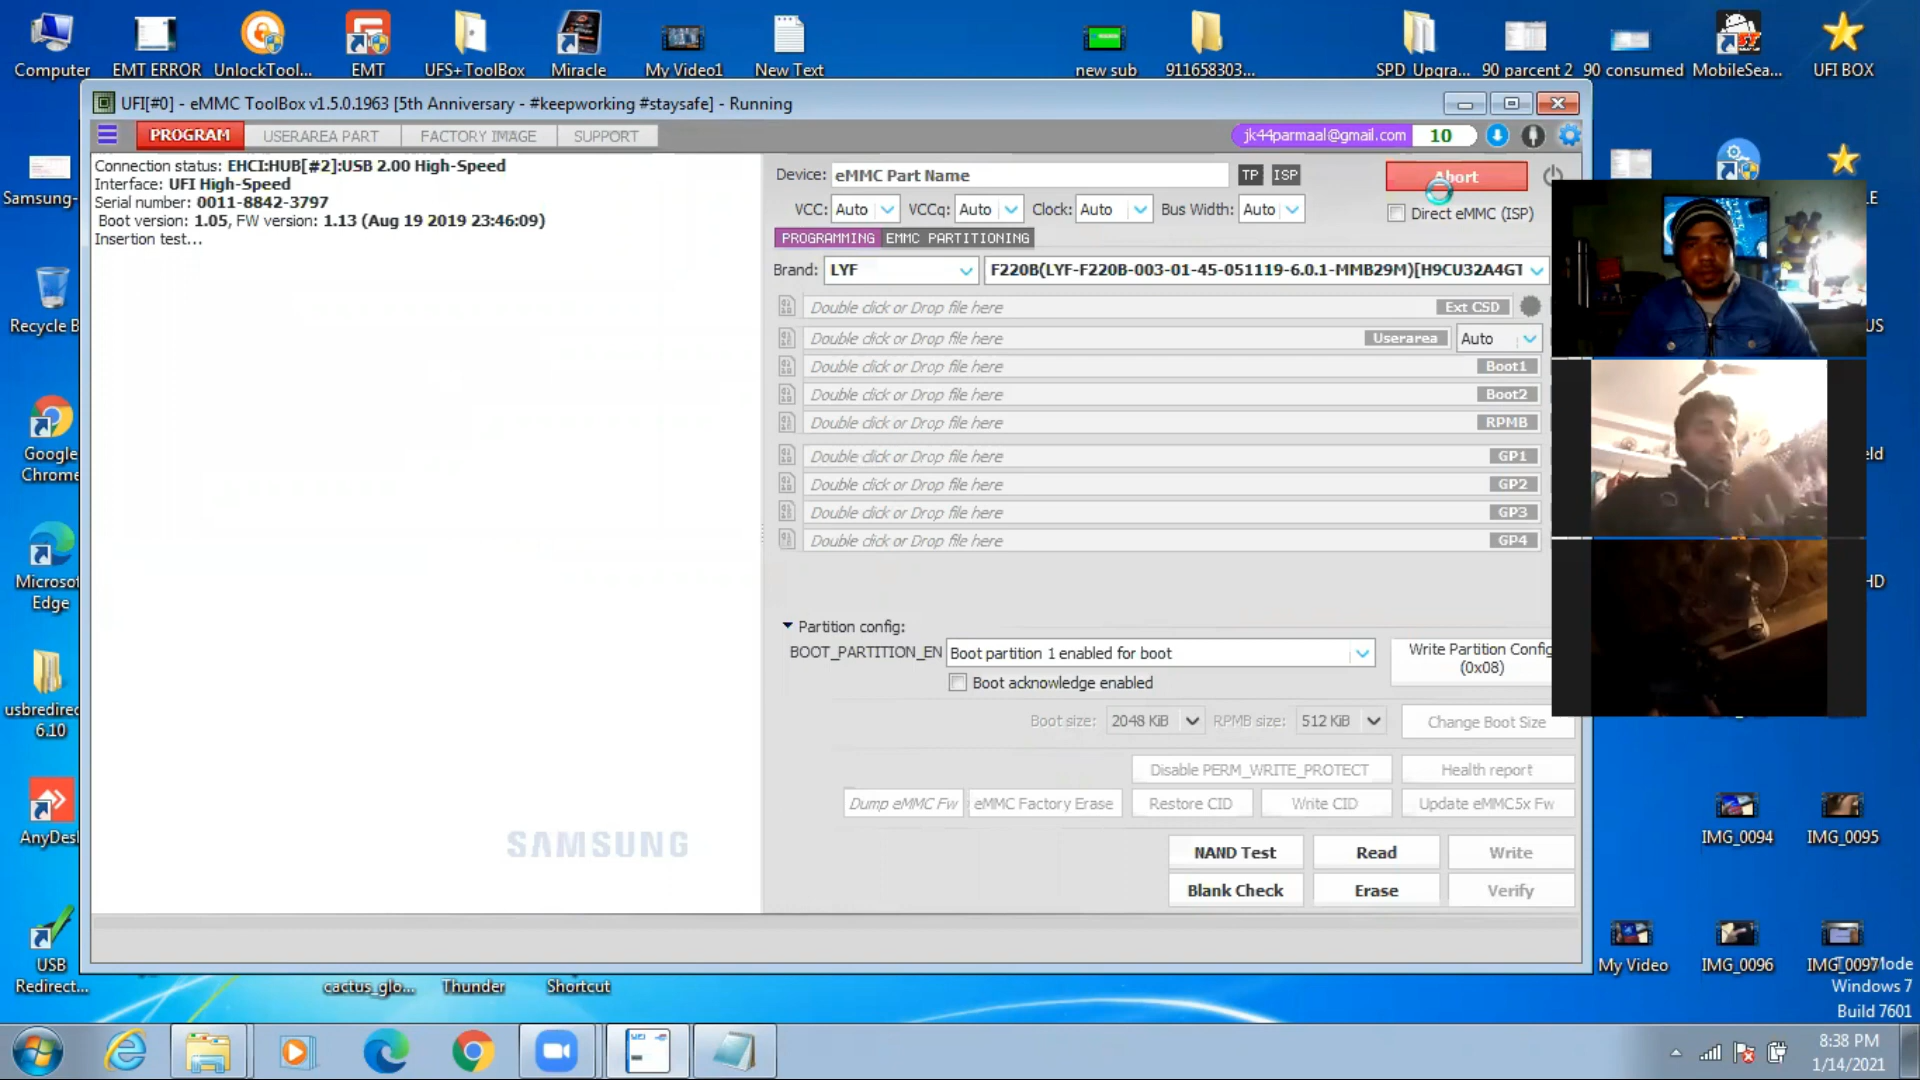 Computer
EMT ERROR
UnlockTool...
EMT
UFS+ToolBox
Miracle
My Video1
New Text
new sub
911658303...
SPD_Upgra...
90 parcent 2
90 consumed
MobileSea...
UFI BOX
UFI[#0] - eMMC ToolBox v1.5.0.1963 [5th Anniversary - #keepworking #staysafe] - Running
PROGRAM
USERAREA PART
FACTORY IMAGE
SUPPORT
jk44parmaal@gmail.com
10
Connection status: EHCI:HUB[#2]:USB 2.00 High-Speed
Interface: UFI High-Speed
Serial number: 0011-8842-3797
Boot version: 1.05, FW version: 1.13 (Aug 19 2019 23:46:09)
Insertion test...
SAMSUNG
Device: eMMC Part Name
TP
ISP
Abort
VCC: Auto
VCCq: Auto
Clock: Auto
Bus Width: Auto
Direct eMMC (ISP)
PROGRAMMING
EMMC PARTITIONING
Brand: LYF
F220B(LYF-F220B-003-01-45-051119-6.0.1-MMB29M)[H9CU32A4GT
Double click or Drop file here Ext CSD
Double click or Drop file here Userarea Auto
Double click or Drop file here Boot1
Double click or Drop file here Boot2
Double click or Drop file here RPMB
Double click or Drop file here GP1
Double click or Drop file here GP2
Double click or Drop file here GP3
Double click or Drop file here GP4
Partition config:
BOOT_PARTITION_EN Boot partition 1 enabled for boot
Write Partition Config
(0x08)
Boot acknowledge enabled
Boot size: 2048 KiB
RPMB size: 512 KiB
Change Boot Size
Disable PERM_WRITE_PROTECT
Health report
Dump eMMC Fw
eMMC Factory Erase
Restore CID
Write CID
Update eMMC5x Fw
NAND Test
Read
Write
Blank Check
Erase
Verify
Samsung-
Recycle B
Google
Chrome
Microsof
Edge
usbredirec
6.10
AnyDes
USB
Redirect...
cactus_glo...
Thunder
Shortcut
LE
US
eld
HD
IMG_0094
IMG_0095
My Video
IMG_0096
IMG_0097
Mode
Windows 7
Build 7601
8:38 PM
1/14/2021